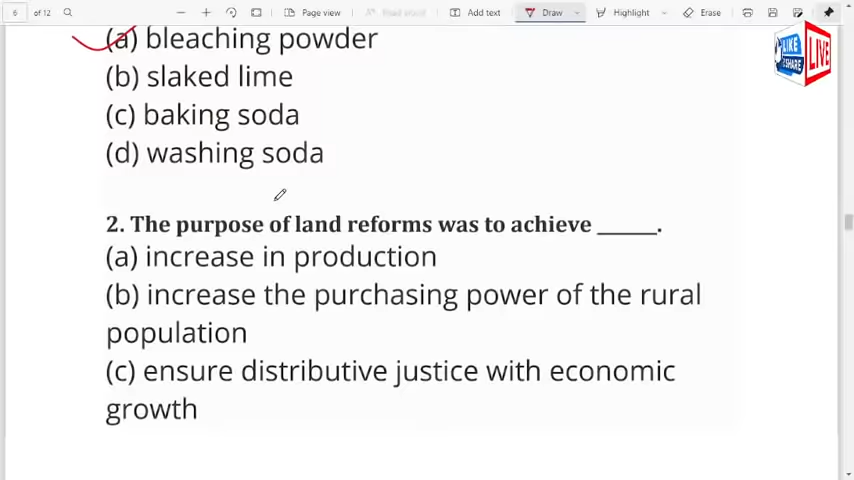 6 of 12 Page view Read aloud Add text Draw Highlight Erase
(a) bleaching powder
(b) slaked lime
(c) baking soda
(d) washing soda
LIKE
SHARE
LIVE
2. The purpose of land reforms was to achieve ______.
(a) increase in production
(b) increase the purchasing power of the rural
population
(c) ensure distributive justice with economic
growth